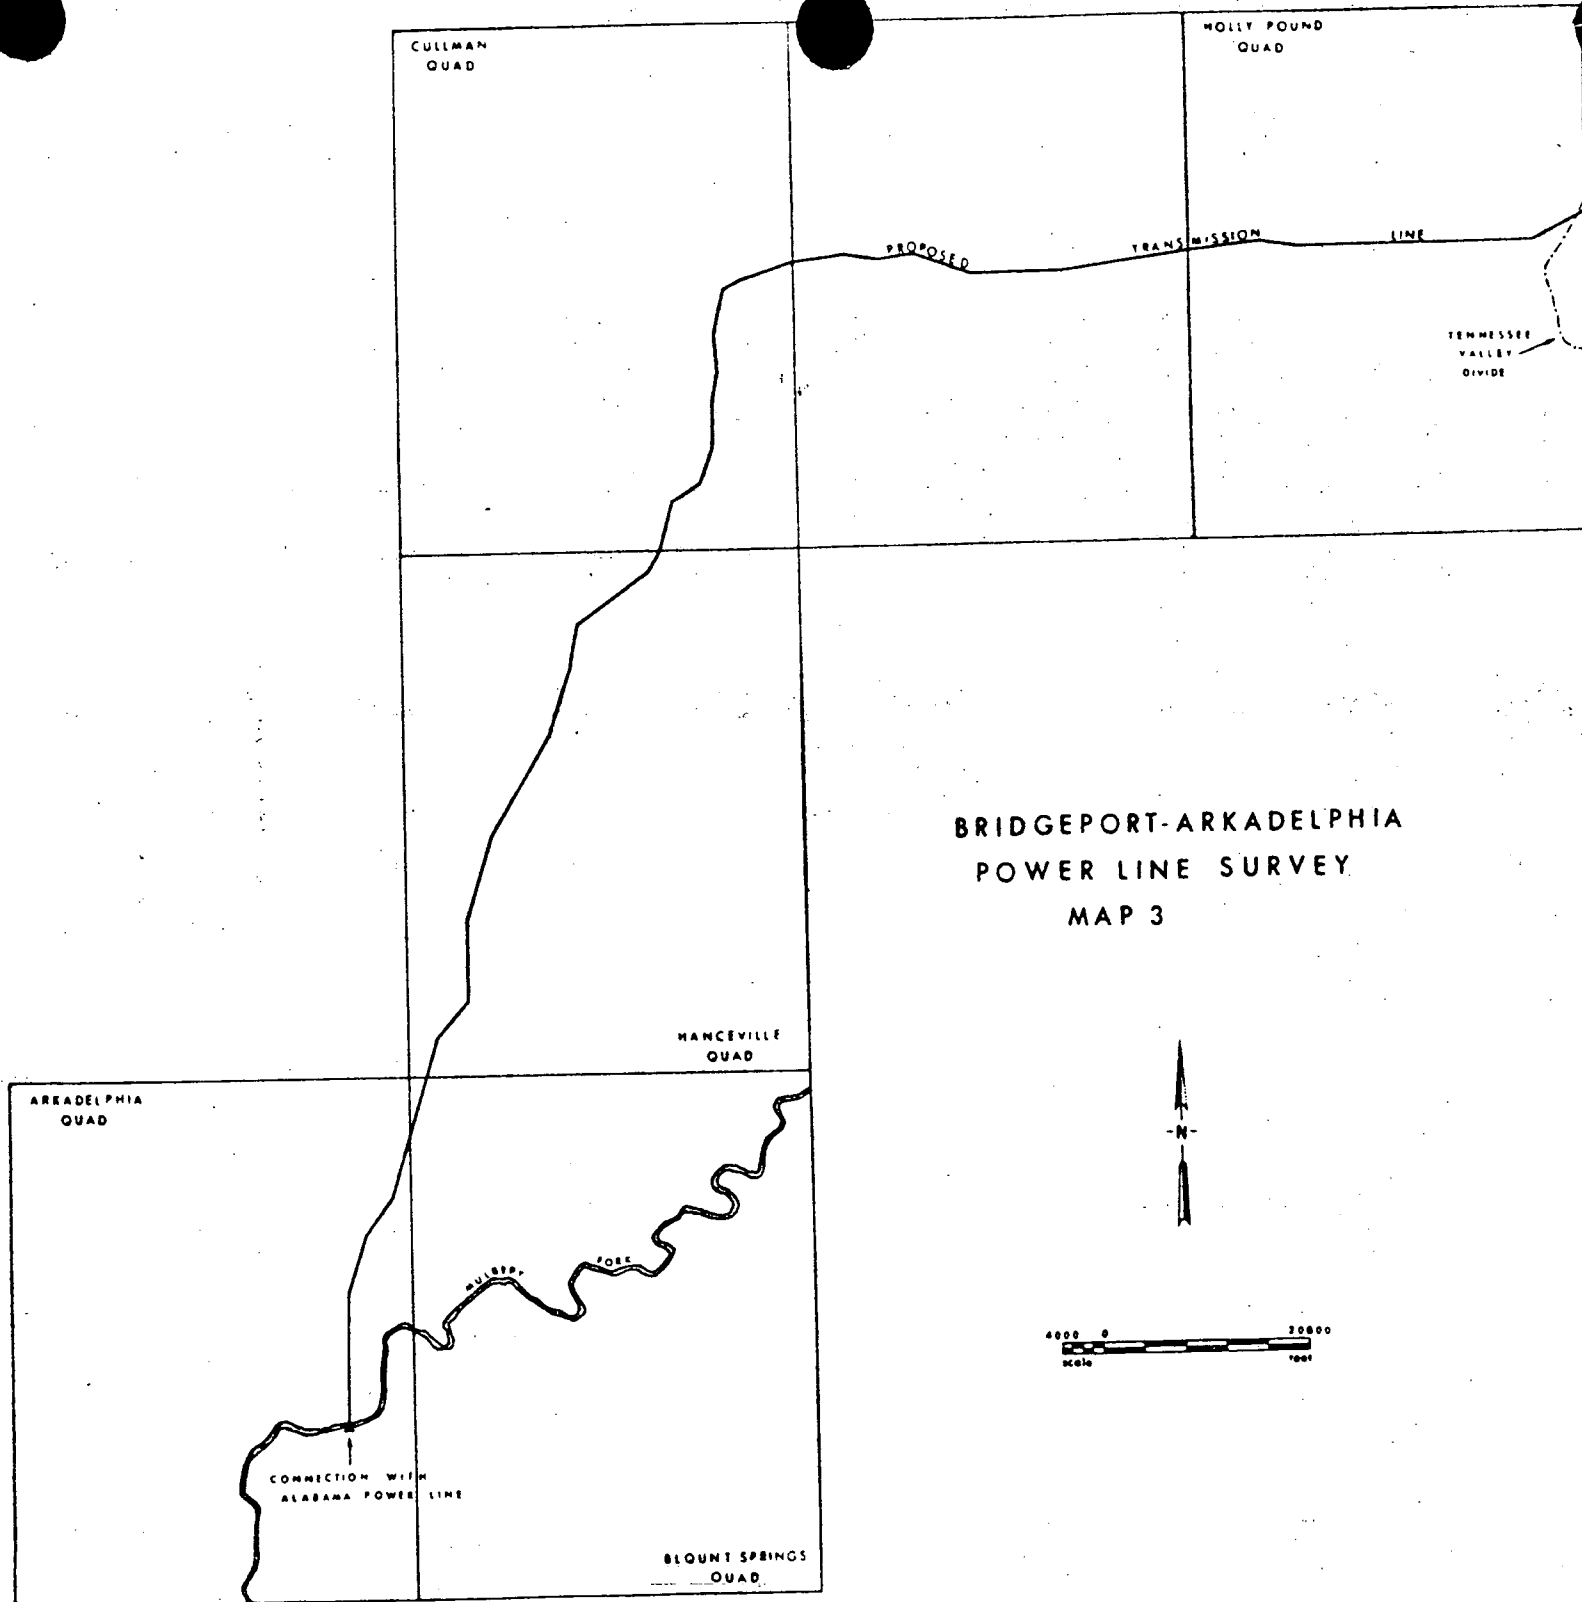 CULLMAN
QUAD
HOLLY POUND
QUAD
PROPOSED TRANSMISSION LINE
TENNESSEE
VALLEY
DIVIDE
BRIDGEPORT-ARKADELPHIA
POWER LINE SURVEY
MAP 3
HANCEVILLE
QUAD
ARKADELPHIA
QUAD
-N-
MULBERY FORK
4000 0 20000
scale feet
CONNECTION WITH
ALABAMA POWER LINE
BLOUNT SPRINGS
QUAD